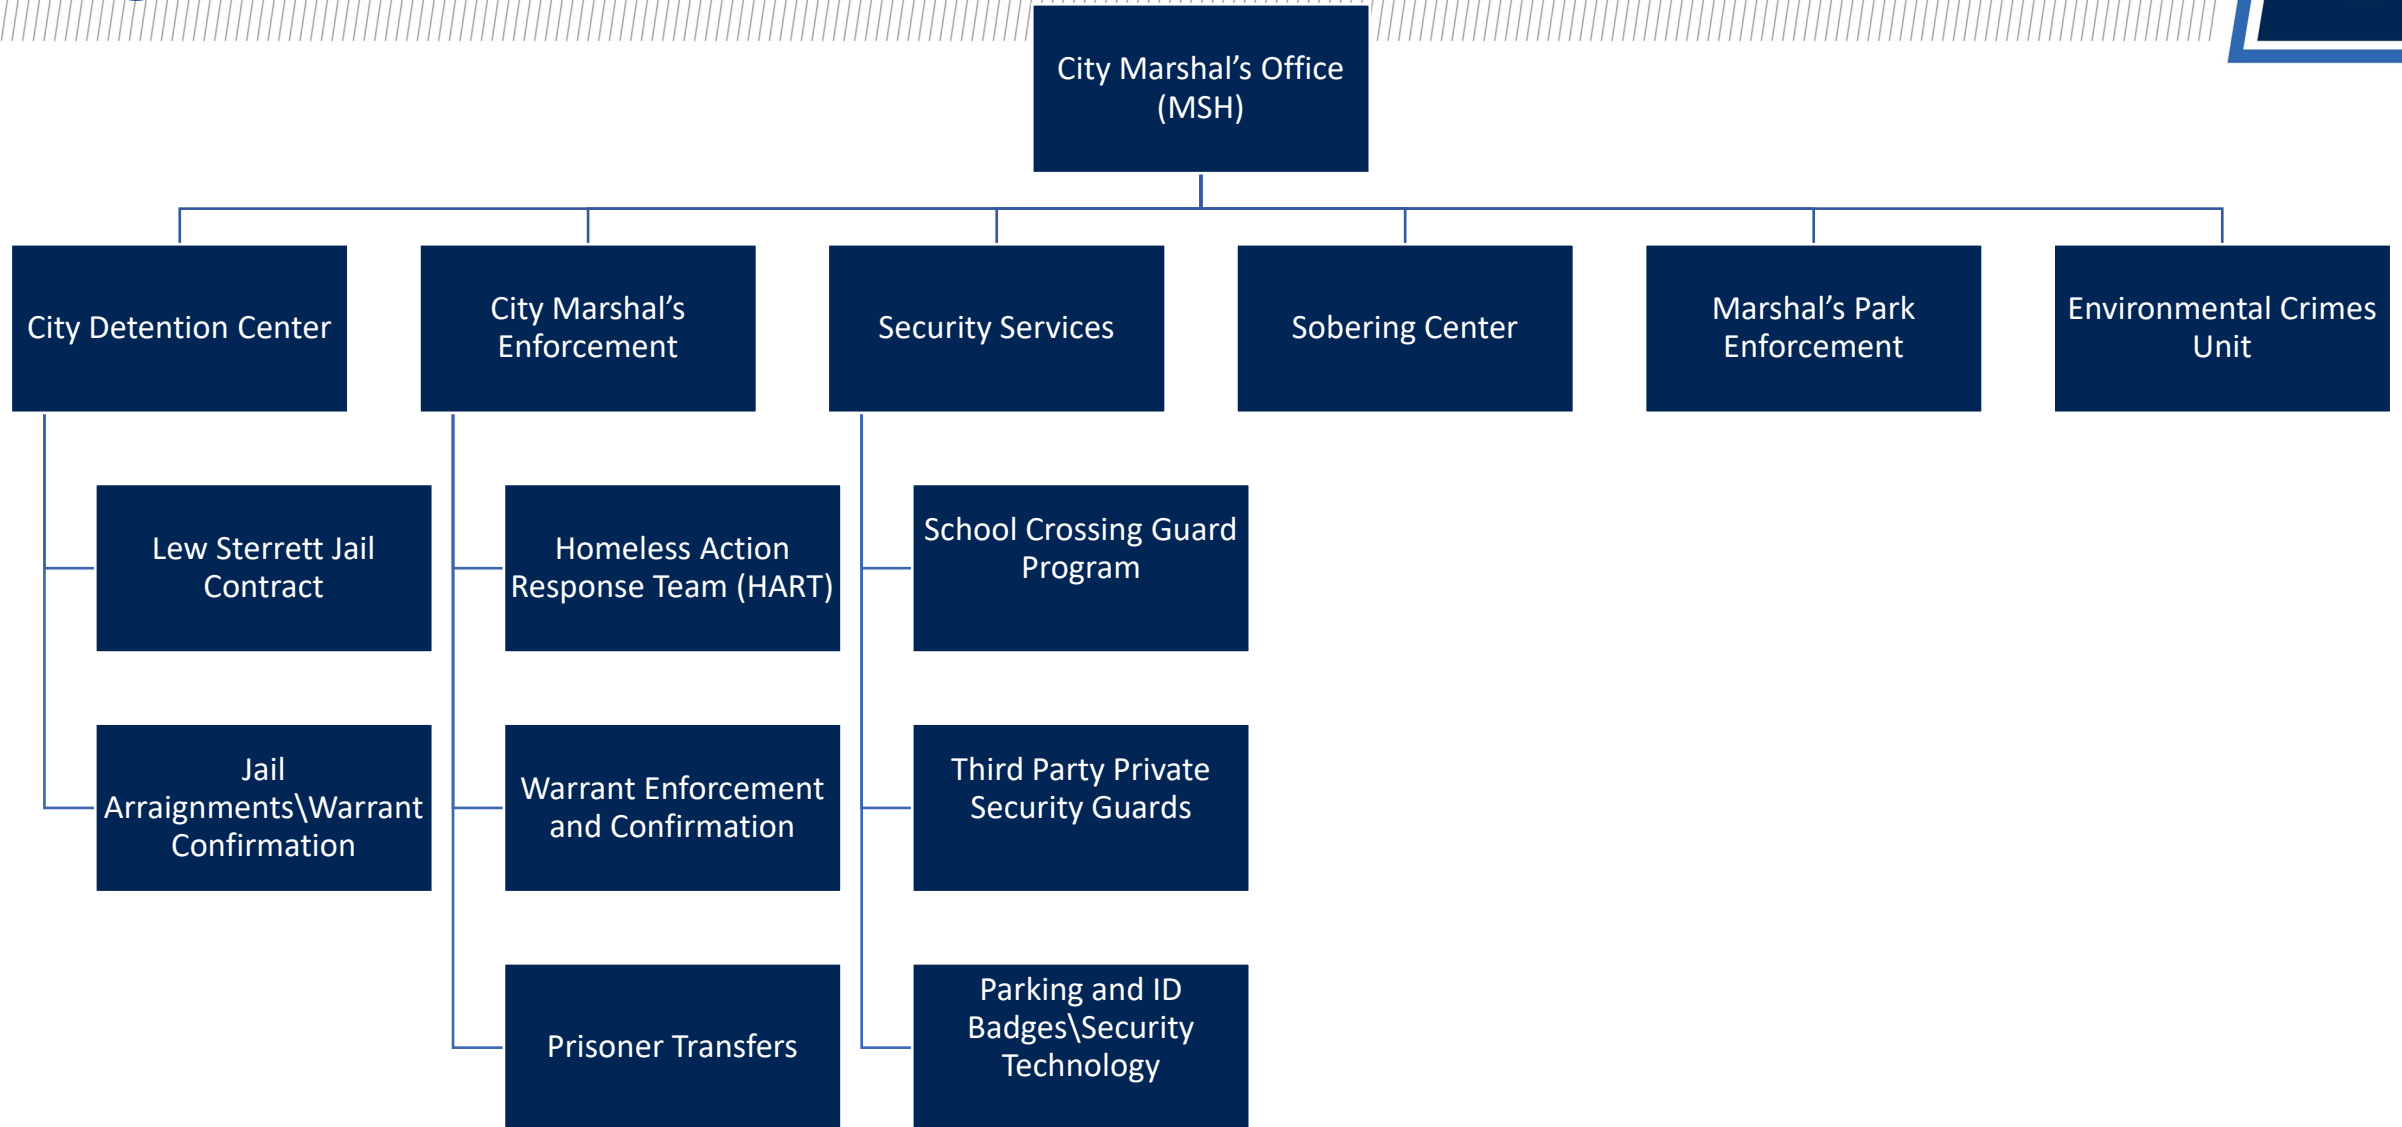 City Marshal’s Office
(MSH)
City Detention Center
City Marshal’s
Enforcement
Security Services
Sobering Center
Marshal’s Park
Enforcement
Environmental Crimes
Unit
Lew Sterrett Jail
Contract
Homeless Action
Response Team (HART)
School Crossing Guard
Program
Jail
Arraignments\Warrant
Confirmation
Warrant Enforcement
and Confirmation
Third Party Private
Security Guards
Prisoner Transfers
Parking and ID
Badges\Security
Technology